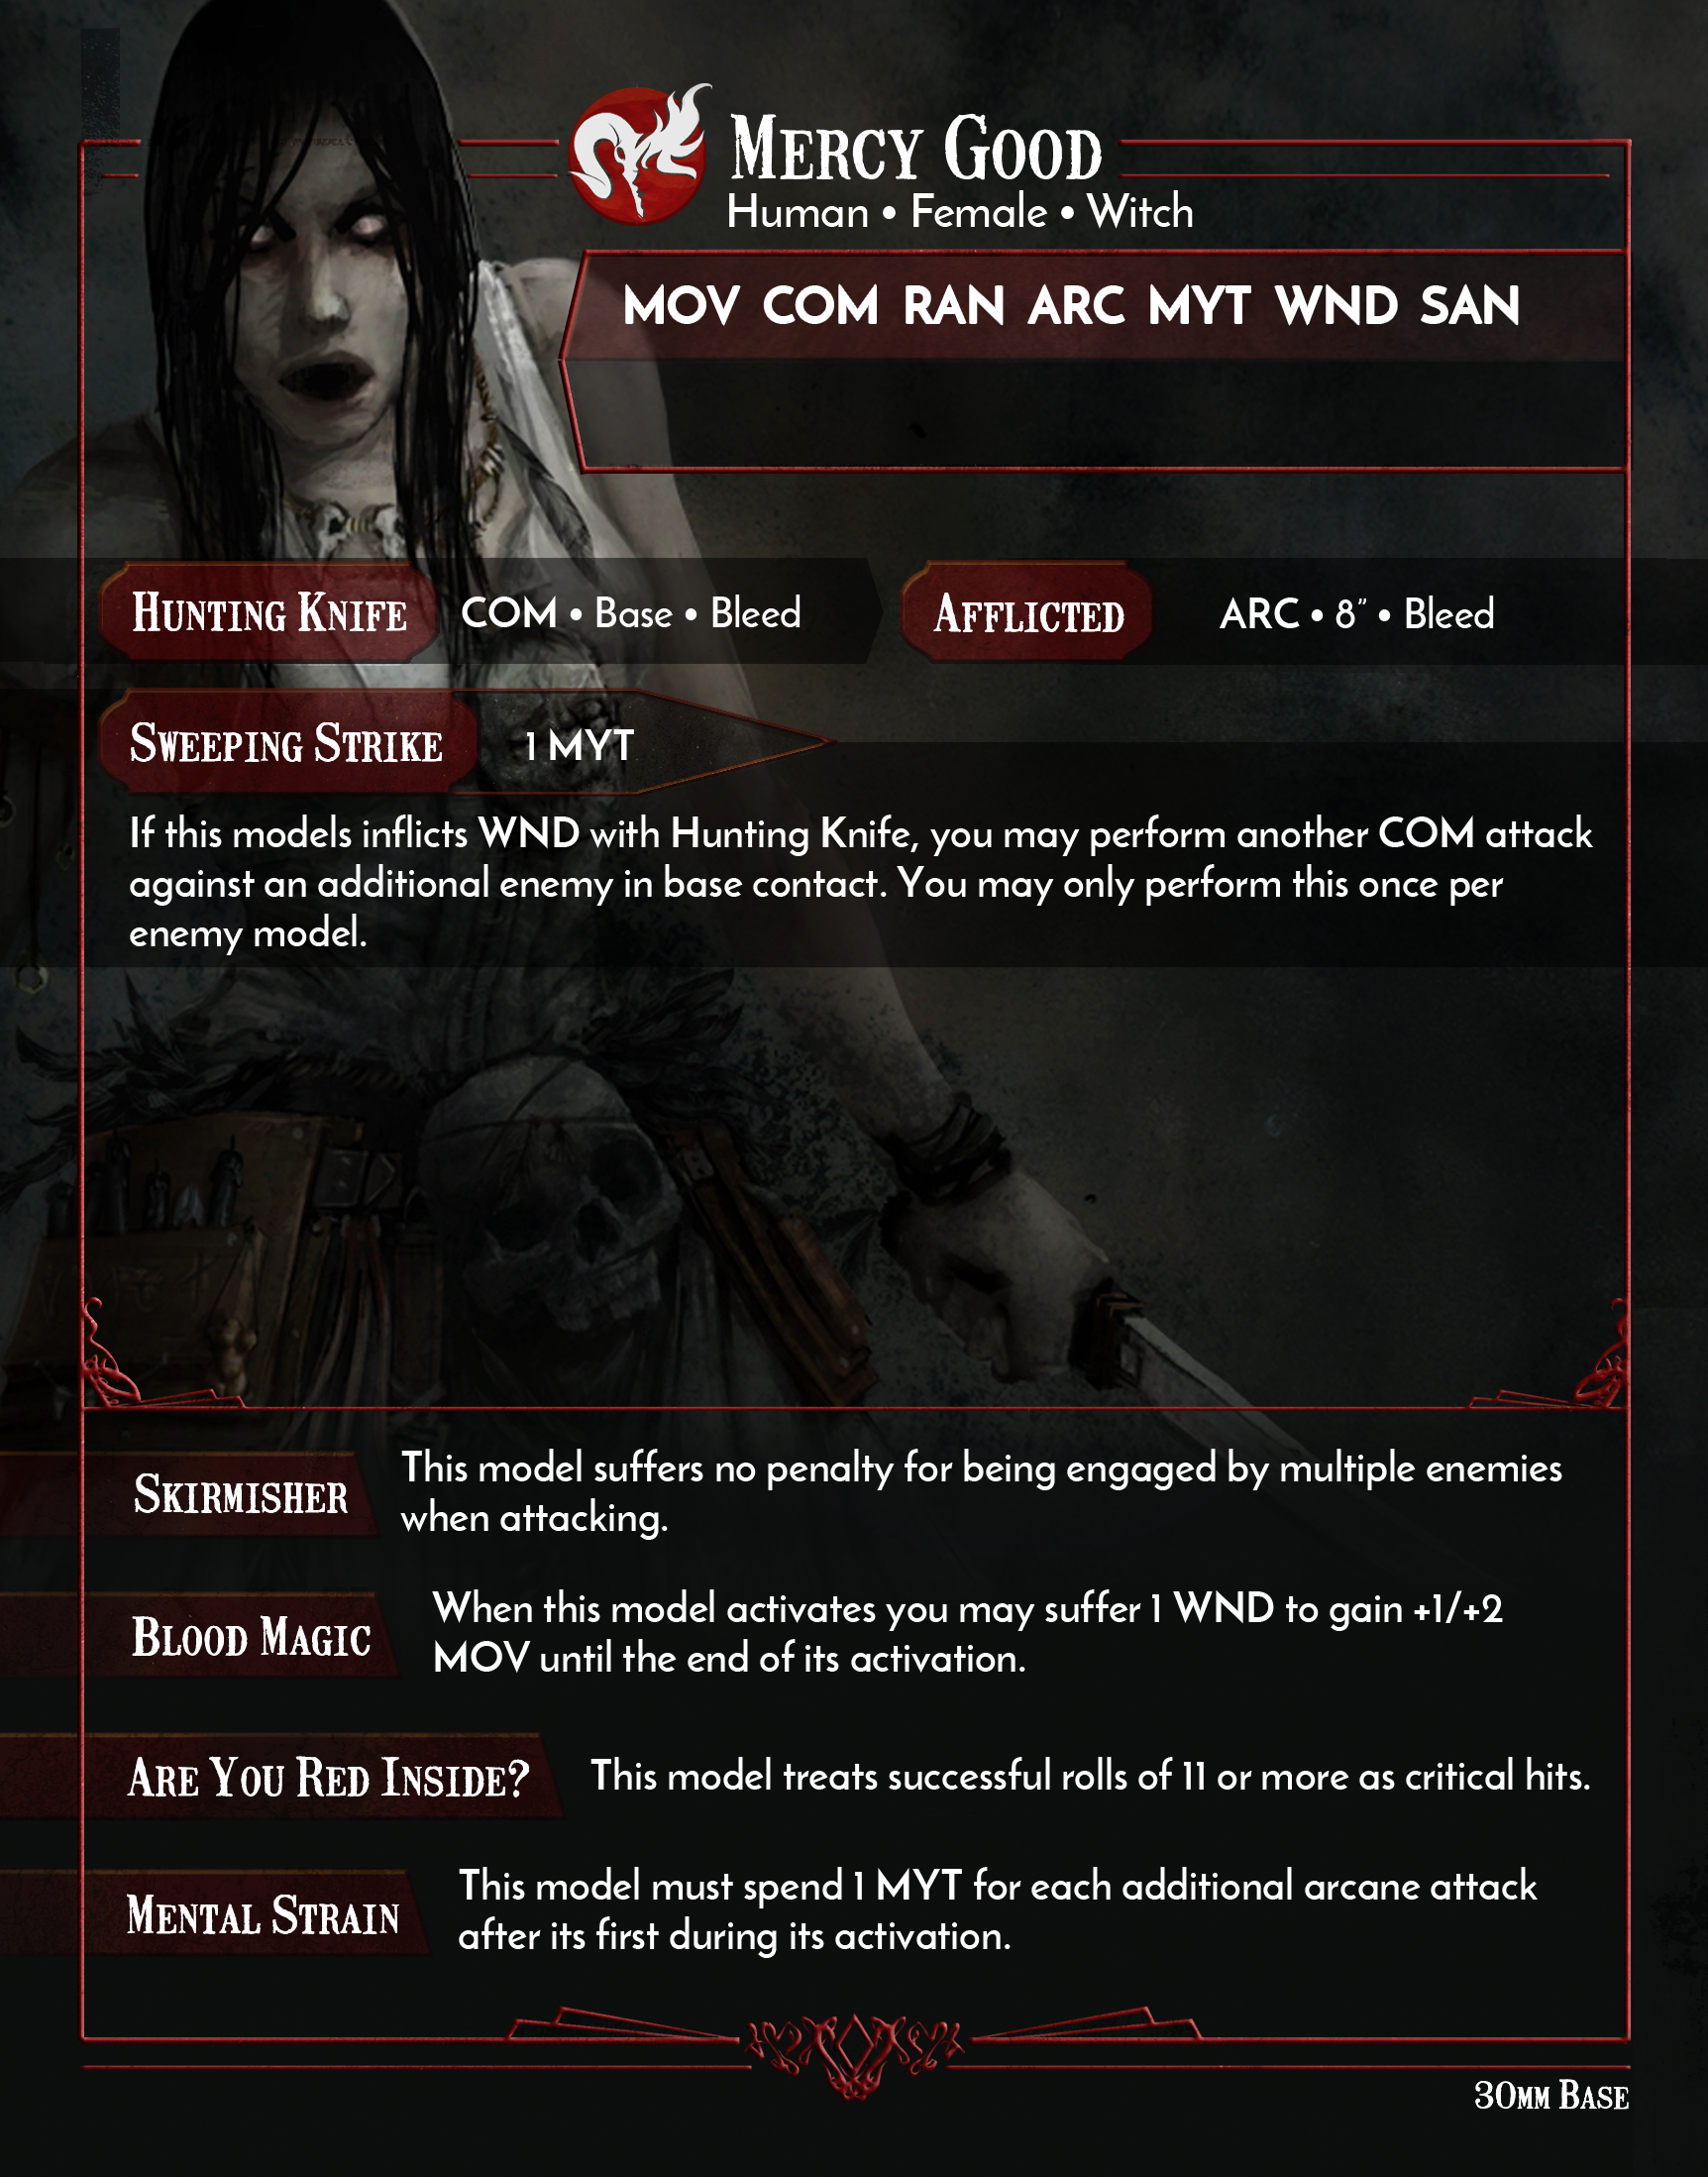 Mercy Good
Human • Female • Witch
MOV COM RAN ARC MYT WND SAN
Hunting Knife COM • Base • Bleed
Afflicted ARC • 8” • Bleed
Sweeping Strike 1 MYT
If this models inflicts WND with Hunting Knife, you may perform another COM attack
against an additional enemy in base contact. You may only perform this once per
enemy model.
Skirmisher
This model suffers no penalty for being engaged by multiple enemies
when attacking.
Blood Magic
When this model activates you may suffer 1 WND to gain +1/+2
MOV until the end of its activation.
Are You Red Inside? This model treats successful rolls of 11 or more as critical hits.
Mental Strain
This model must spend 1 MYT for each additional arcane attack
after its first during its activation.
30mm Base